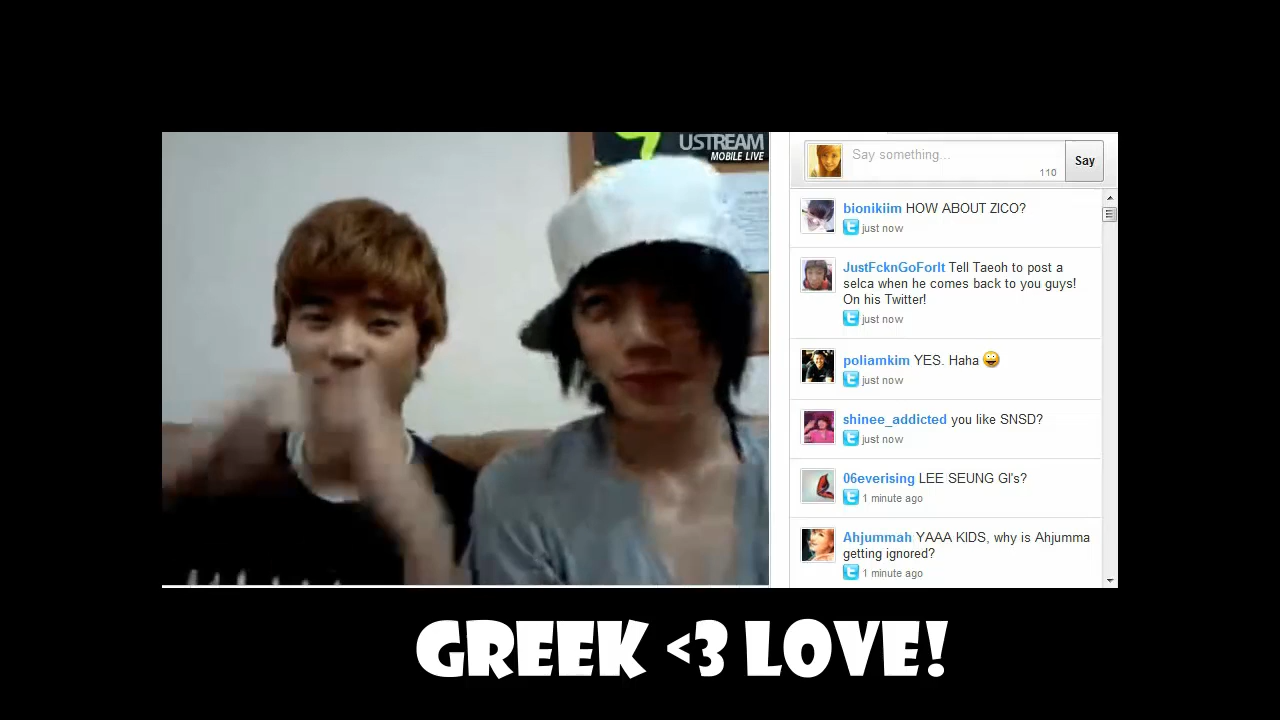 USTREAM
MOBILE LIVE
Say something...
110
Say
bionikiim HOW ABOUT ZICO?
just now
JustFcknGoForIt Tell Taeoh to post a
selca when he comes back to you guys!
On his Twitter!
just now
poliamkim YES. Haha
just now
shinee_addicted you like SNSD?
just now
06everising LEE SEUNG GI's?
1 minute ago
Ahjummah YAAA KIDS, why is Ahjumma
getting ignored?
1 minute ago
GREEK <3 LOVE!